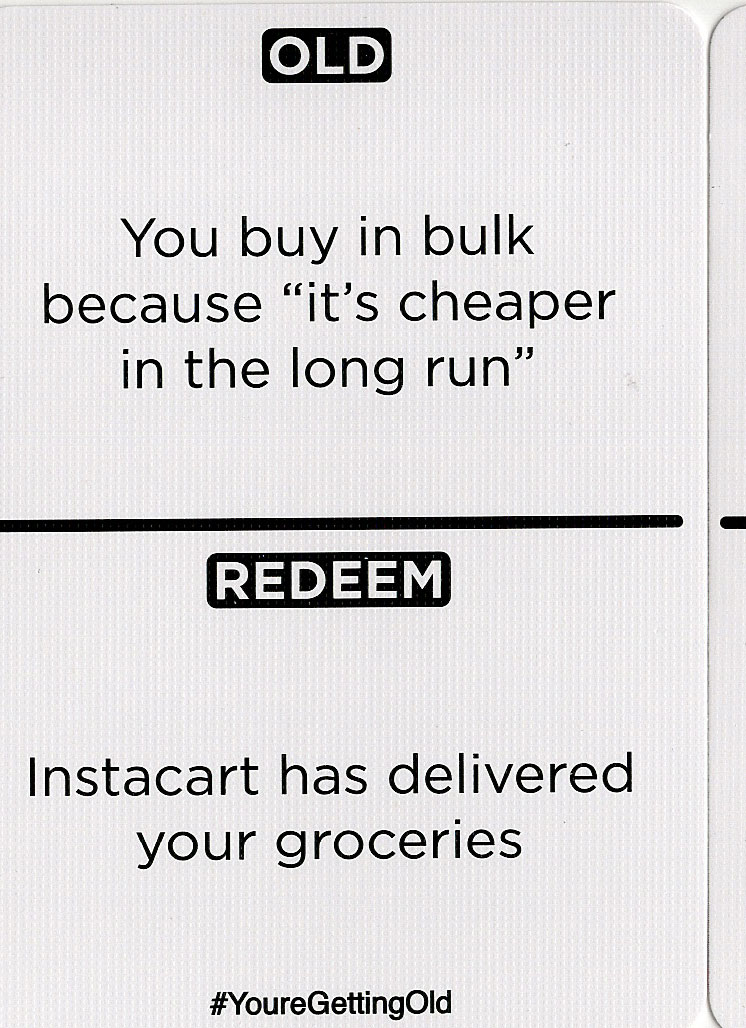 OLD
You buy in bulk
because “it’s cheaper
in the long run”
REDEEM
Instacart has delivered
your groceries
#YoureGettingOld